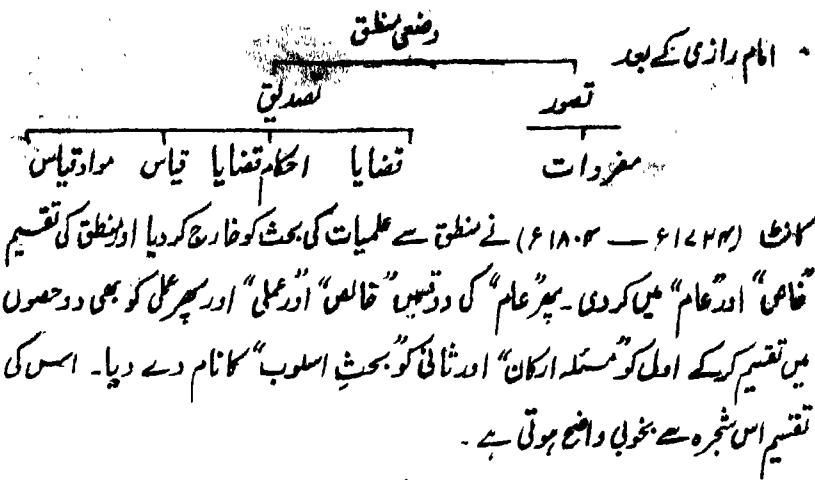 وضعی منطق
۰ امام رازی کے بعد
تصور تصدیق
مفردات قضایا احکام قضایا قیاس مواد قیاس
کانٹ (۱۷۲۴ء — ۱۸۰۴ء) نے منطق سے علمیات کی بحث کو خارج کر دیا اور منطق کی تقسیم
"خاص" اور "عام" میں کر دی۔ پھر "عام" کی دو قسمیں "خالص" اور "عملی" اور پھر عملی کو بھی دو حصوں
میں تقسیم کر کے اول کو "مسئلہ ارکان" اور ثانی کو "بحثِ اسلوب" کا نام دے دیا۔ اسس کی
تقسیم اس شجرہ سے بخوبی واضح ہوتی ہے۔